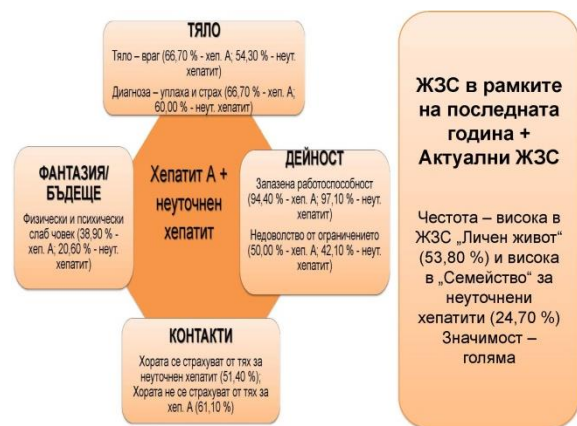 ТЯЛО
Тяло – враг (66,70 % - хеп. А; 54,30 % - неут.
хепатит)
Диагноза – уплаха и страх (66,70 % - хеп. А;
60,00 % - неут. хепатит)
ФАНТАЗИЯ/
БЪДЕЩЕ
Физически и психически
слаб човек (38,90 % -
хеп. А; 20,60 % - неут.
хепатит)
Хепатит А +
неуточнен
хепатит
ДЕЙНОСТ
Запазена работоспособност
(94,40 % - хеп. А; 97,10 % - неут.
хепатит)
Недоволство от ограничението
(50,00 % - хеп. А; 42,10 % - неут.
хепатит)
КОНТАКТИ
Хората се страхуват от тях за
неуточнен хепатит (51,40 %);
Хората не се страхуват от тях за
хеп. А (61,10 %)
ЖЗС в рамките
на последната
година +
Актуални ЖЗС
Честота – висока в
ЖЗС „Личен живот“
(53,80 %) и висока
в „Семейство“ за
неуточнени
хепатити (24,70 %)
Значимост –
голяма